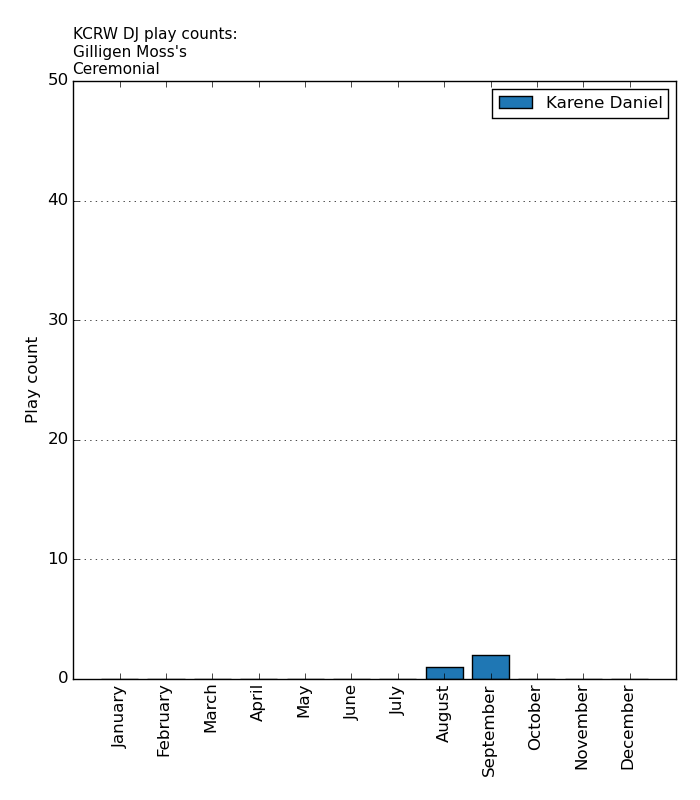 KCRW DJ play counts:
Gilligen Moss's
Ceremonial
Karene Daniel
Play count
50
40
30
20
10
0
January
February
March
April
May
June
July
August
September
October
November
December